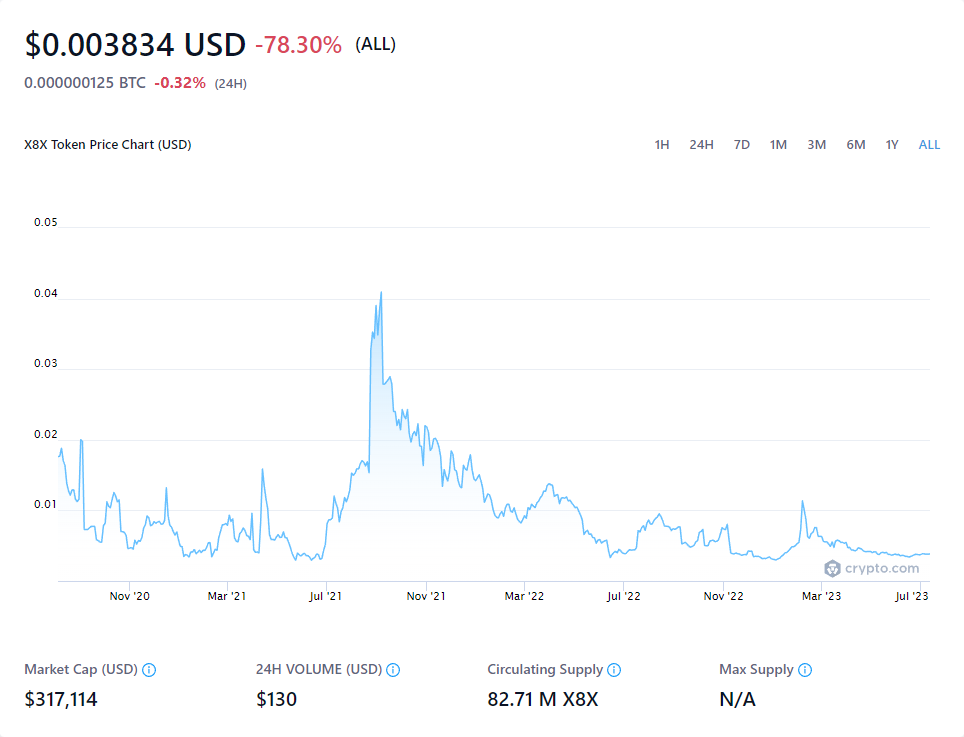 $0.003834 USD -78.30% (ALL)
0.000000125 BTC -0.32% (24H)
X8X Token Price Chart (USD) 1H 24H 7D 1M 3M 6M 1Y ALL
0.05
0.04
0.03
0.02
0.01
crypto.com
Nov '20 Mar '21 Jul '21 Nov '21 Mar '22 Jul '22 Nov '22 Mar '23 Jul '23
Market Cap (USD) 24H VOLUME (USD) Circulating Supply Max Supply
$317,114 $130 82.71 M X8X N/A